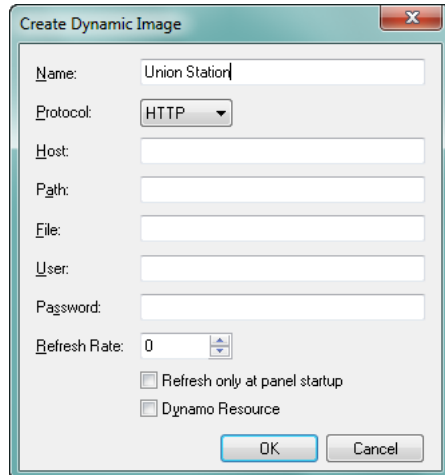 Create Dynamic Image
Name: Union Station
Protocol: HTTP
Host:
Path:
File:
User:
Password:
Refresh Rate: 0
Refresh only at panel startup
Dynamo Resource
OK Cancel